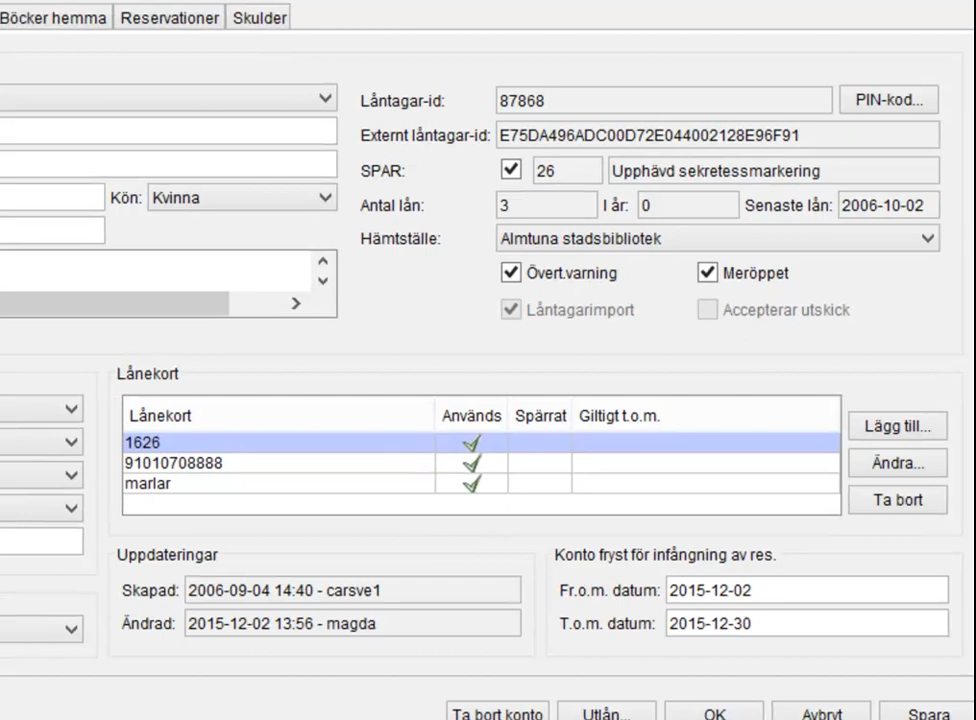 Böcker hemma Reservationer Skulder
Låntagar-id: 87868 PIN-kod...
Externt låntagar-id: E75DA496ADC00D72E044002128E96F91
SPAR: 26 Upphävd sekretessmarkering
Kön: Kvinna
Antal lån: 3 I år: 0 Senaste lån: 2006-10-02
Hämtställe: Almtuna stadsbibliotek
Övert.varning Meröppet
Låntagarimport Accepterar utskick
Lånekort
Lånekort Används Spärrat Giltigt t.o.m.
Lägg till...
1626
91010708888
Ändra...
marlar
Ta bort
Uppdateringar
Skapad: 2006-09-04 14:40 - carsve1
Ändrad: 2015-12-02 13:56 - magda
Konto fryst för infångning av res.
Fr.o.m. datum: 2015-12-02
T.o.m. datum: 2015-12-30
Ta bort konto Utlån... OK Avbryt Spara